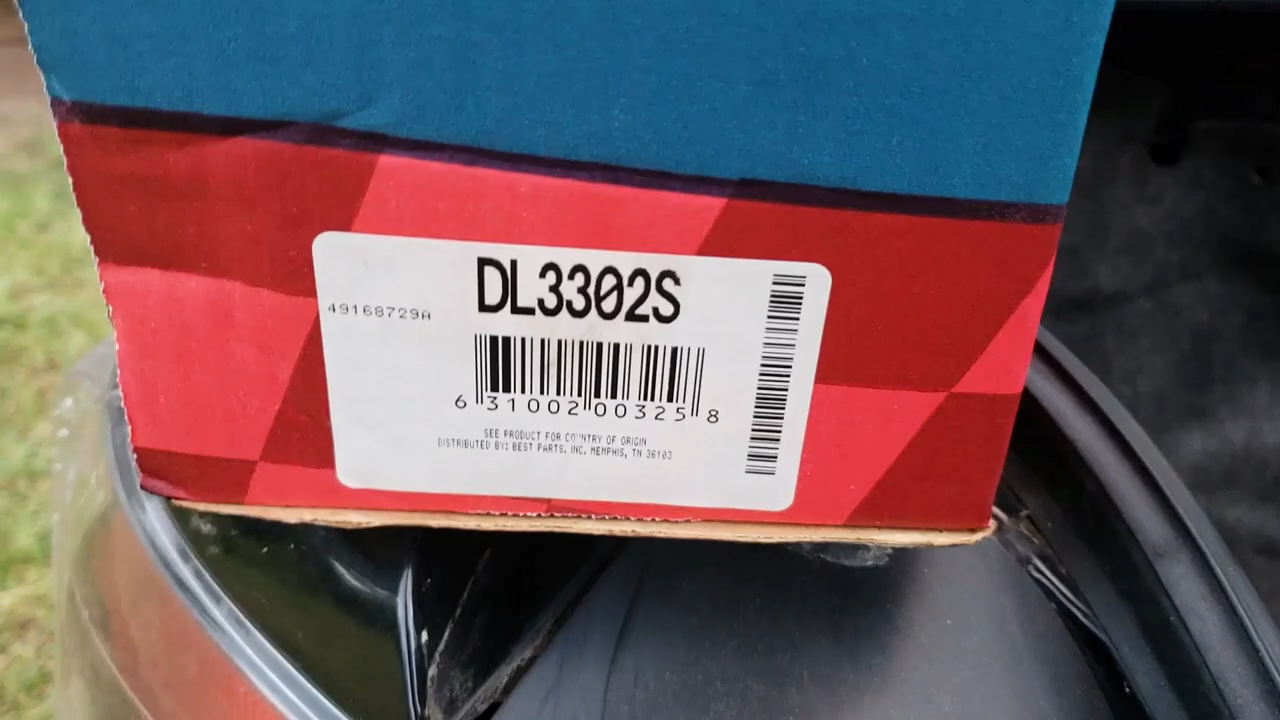 DL3302S
49168729A
6 31002 00325 8
SEE PRODUCT FOR COUNTRY OF ORIGIN
DISTRIBUTED BY: BEST PARTS, INC. MEMPHIS, TN 36103